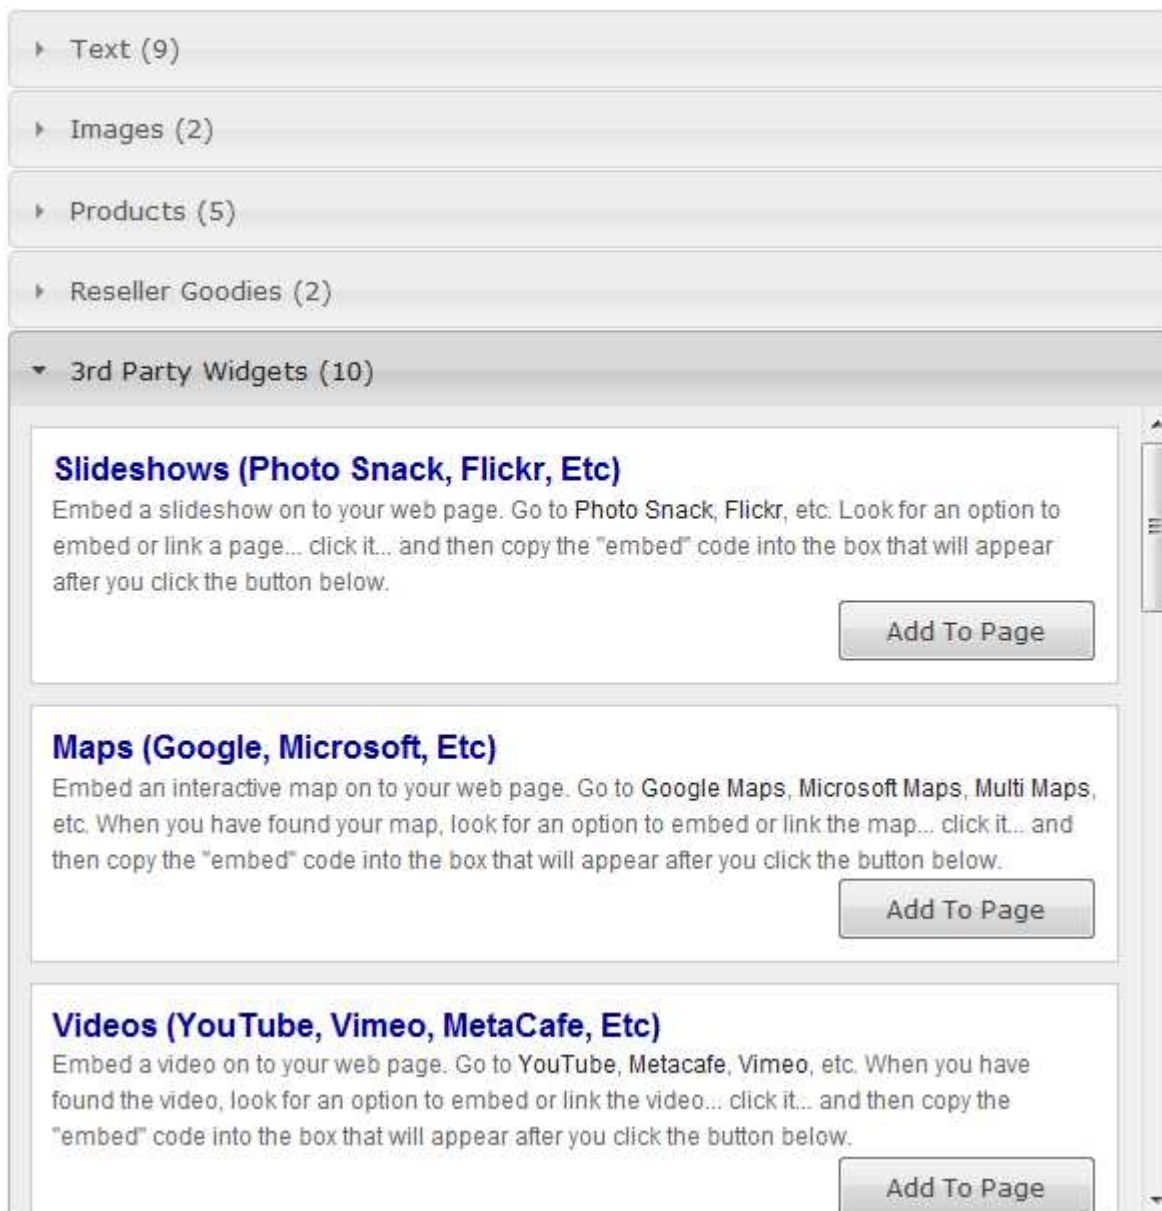 Text (9)
Images (2)
Products (5)
Reseller Goodies (2)
3rd Party Widgets (10)
Slideshows (Photo Snack, Flickr, Etc)
Embed a slideshow on to your web page. Go to Photo Snack, Flickr, etc. Look for an option to
embed or link a page... click it... and then copy the "embed" code into the box that will appear
after you click the button below.
Add To Page
Maps (Google, Microsoft, Etc)
Embed an interactive map on to your web page. Go to Google Maps, Microsoft Maps, Multi Maps,
etc. When you have found your map, look for an option to embed or link the map... click it... and
then copy the "embed" code into the box that will appear after you click the button below.
Add To Page
Videos (YouTube, Vimeo, MetaCafe, Etc)
Embed a video on to your web page. Go to YouTube, Metacafe, Vimeo, etc. When you have
found the video, look for an option to embed or link the video... click it... and then copy the
"embed" code into the box that will appear after you click the button below.
Add To Page